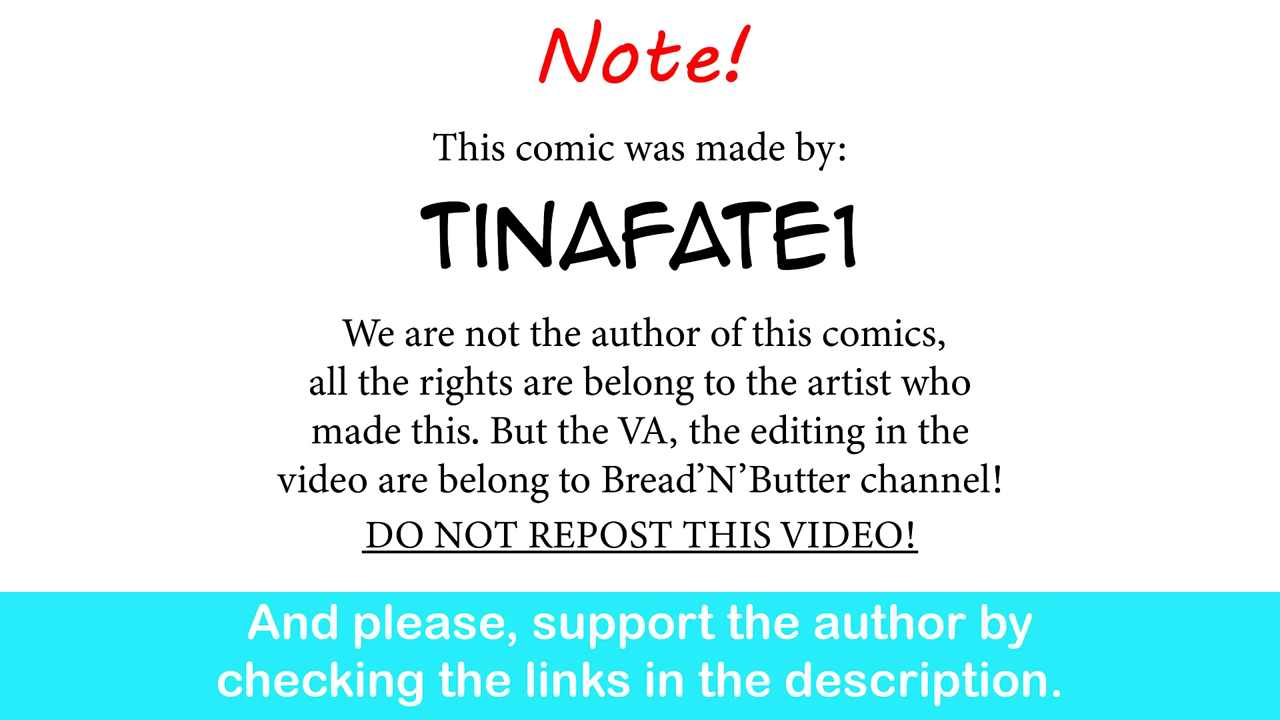 Note!
This comic was made by:
TINAFATE1
We are not the author of this comics,
all the rights are belong to the artist who
made this. But the VA, the editing in the
video are belong to Bread’N’Butter channel!
DO NOT REPOST THIS VIDEO!
And please, support the author by
checking the links in the description.